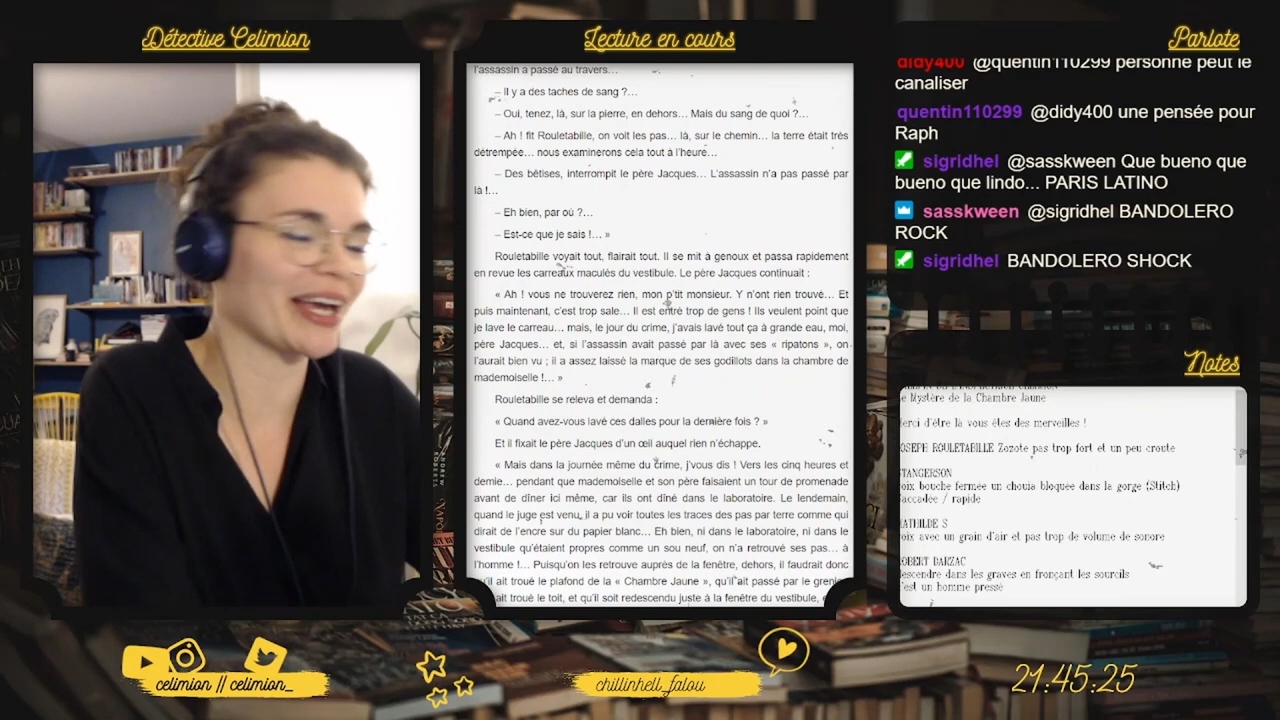 Détective Celimion
Lecture en cours
Parlote
l'assassin a passé au travers…
– Il y a des taches de sang ?…
– Oui, tenez, là, sur la pierre, en dehors… Mais du sang de quoi ?…
– Ah ! fit Rouletabille, on voit les pas… là, sur le chemin… la terre était très
détrempée… nous examinerons cela tout à l'heure…
– Des bêtises, interrompit le père Jacques… L'assassin n'a pas passé par
là !…
– Eh bien, par où ?…
– Est-ce que je sais !… »
Rouletabille voyait tout, flairait tout. Il se mit à genoux et passa rapidement
en revue les carreaux maculés du vestibule. Le père Jacques continuait :
« Ah ! vous ne trouverez rien, mon p'tit monsieur. Y n'ont rien trouvé… Et
puis maintenant, c'est trop sale… Il est entré trop de gens ! Ils veulent point que
je lave le carreau… mais, le jour du crime, j'avais lavé tout ça à grande eau, moi,
père Jacques… et, si l'assassin avait passé par là avec ses « ripatons », on
l'aurait bien vu ; il a assez laissé la marque de ses godillots dans la chambre de
mademoiselle !… »
Rouletabille se releva et demanda :
« Quand avez-vous lavé ces dalles pour la dernière fois ? »
Et il fixait le père Jacques d'un œil auquel rien n'échappe.
« Mais dans la journée même du crime, j'vous dis ! Vers les cinq heures et
demie… pendant que mademoiselle et son père faisaient un tour de promenade
avant de dîner ici même, car ils ont dîné dans le laboratoire. Le lendemain,
quand le juge est venu, il a pu voir toutes les traces des pas par terre comme qui
dirait de l'encre sur du papier blanc… Eh bien, ni dans le laboratoire, ni dans le
vestibule qu'étaient propres comme un sou neuf, on n'a retrouvé ses pas… à
l'homme !… Puisqu'on les retrouve auprès de la fenêtre, dehors, il faudrait donc
qu'il ait troué le plafond de la « Chambre Jaune », qu'il ait passé par le grenier
ait troué le toit, et qu'il soit redescendu juste à la fenêtre du vestibule,
didy400 @quentin110299 personne peut le
canaliser
quentin110299 @didy400 une pensée pour
Raph
sigridhel @sasskween Que bueno que
bueno que lindo... PARIS LATINO
sasskween @sigridhel BANDOLERO
ROCK
sigridhel BANDOLERO SHOCK
Notes
e Mystère de la Chambre Jaune
erci d'être là vous êtes des merveilles !
OSEPH ROULETABILLE Zozote pas trop fort et un peu croute
TANGERSON
oix bouche fermée un chouia bloquée dans la gorge (Stitch)
accadée / rapide
ATHILDE S
oix avec un grain d'air et pas trop de volume de sonore
OBERT DARZAC
escendre dans les graves en fronçant les sourcils
'est un homme pressé
celimion // celimion_
chillinhell_falou
21:45:25